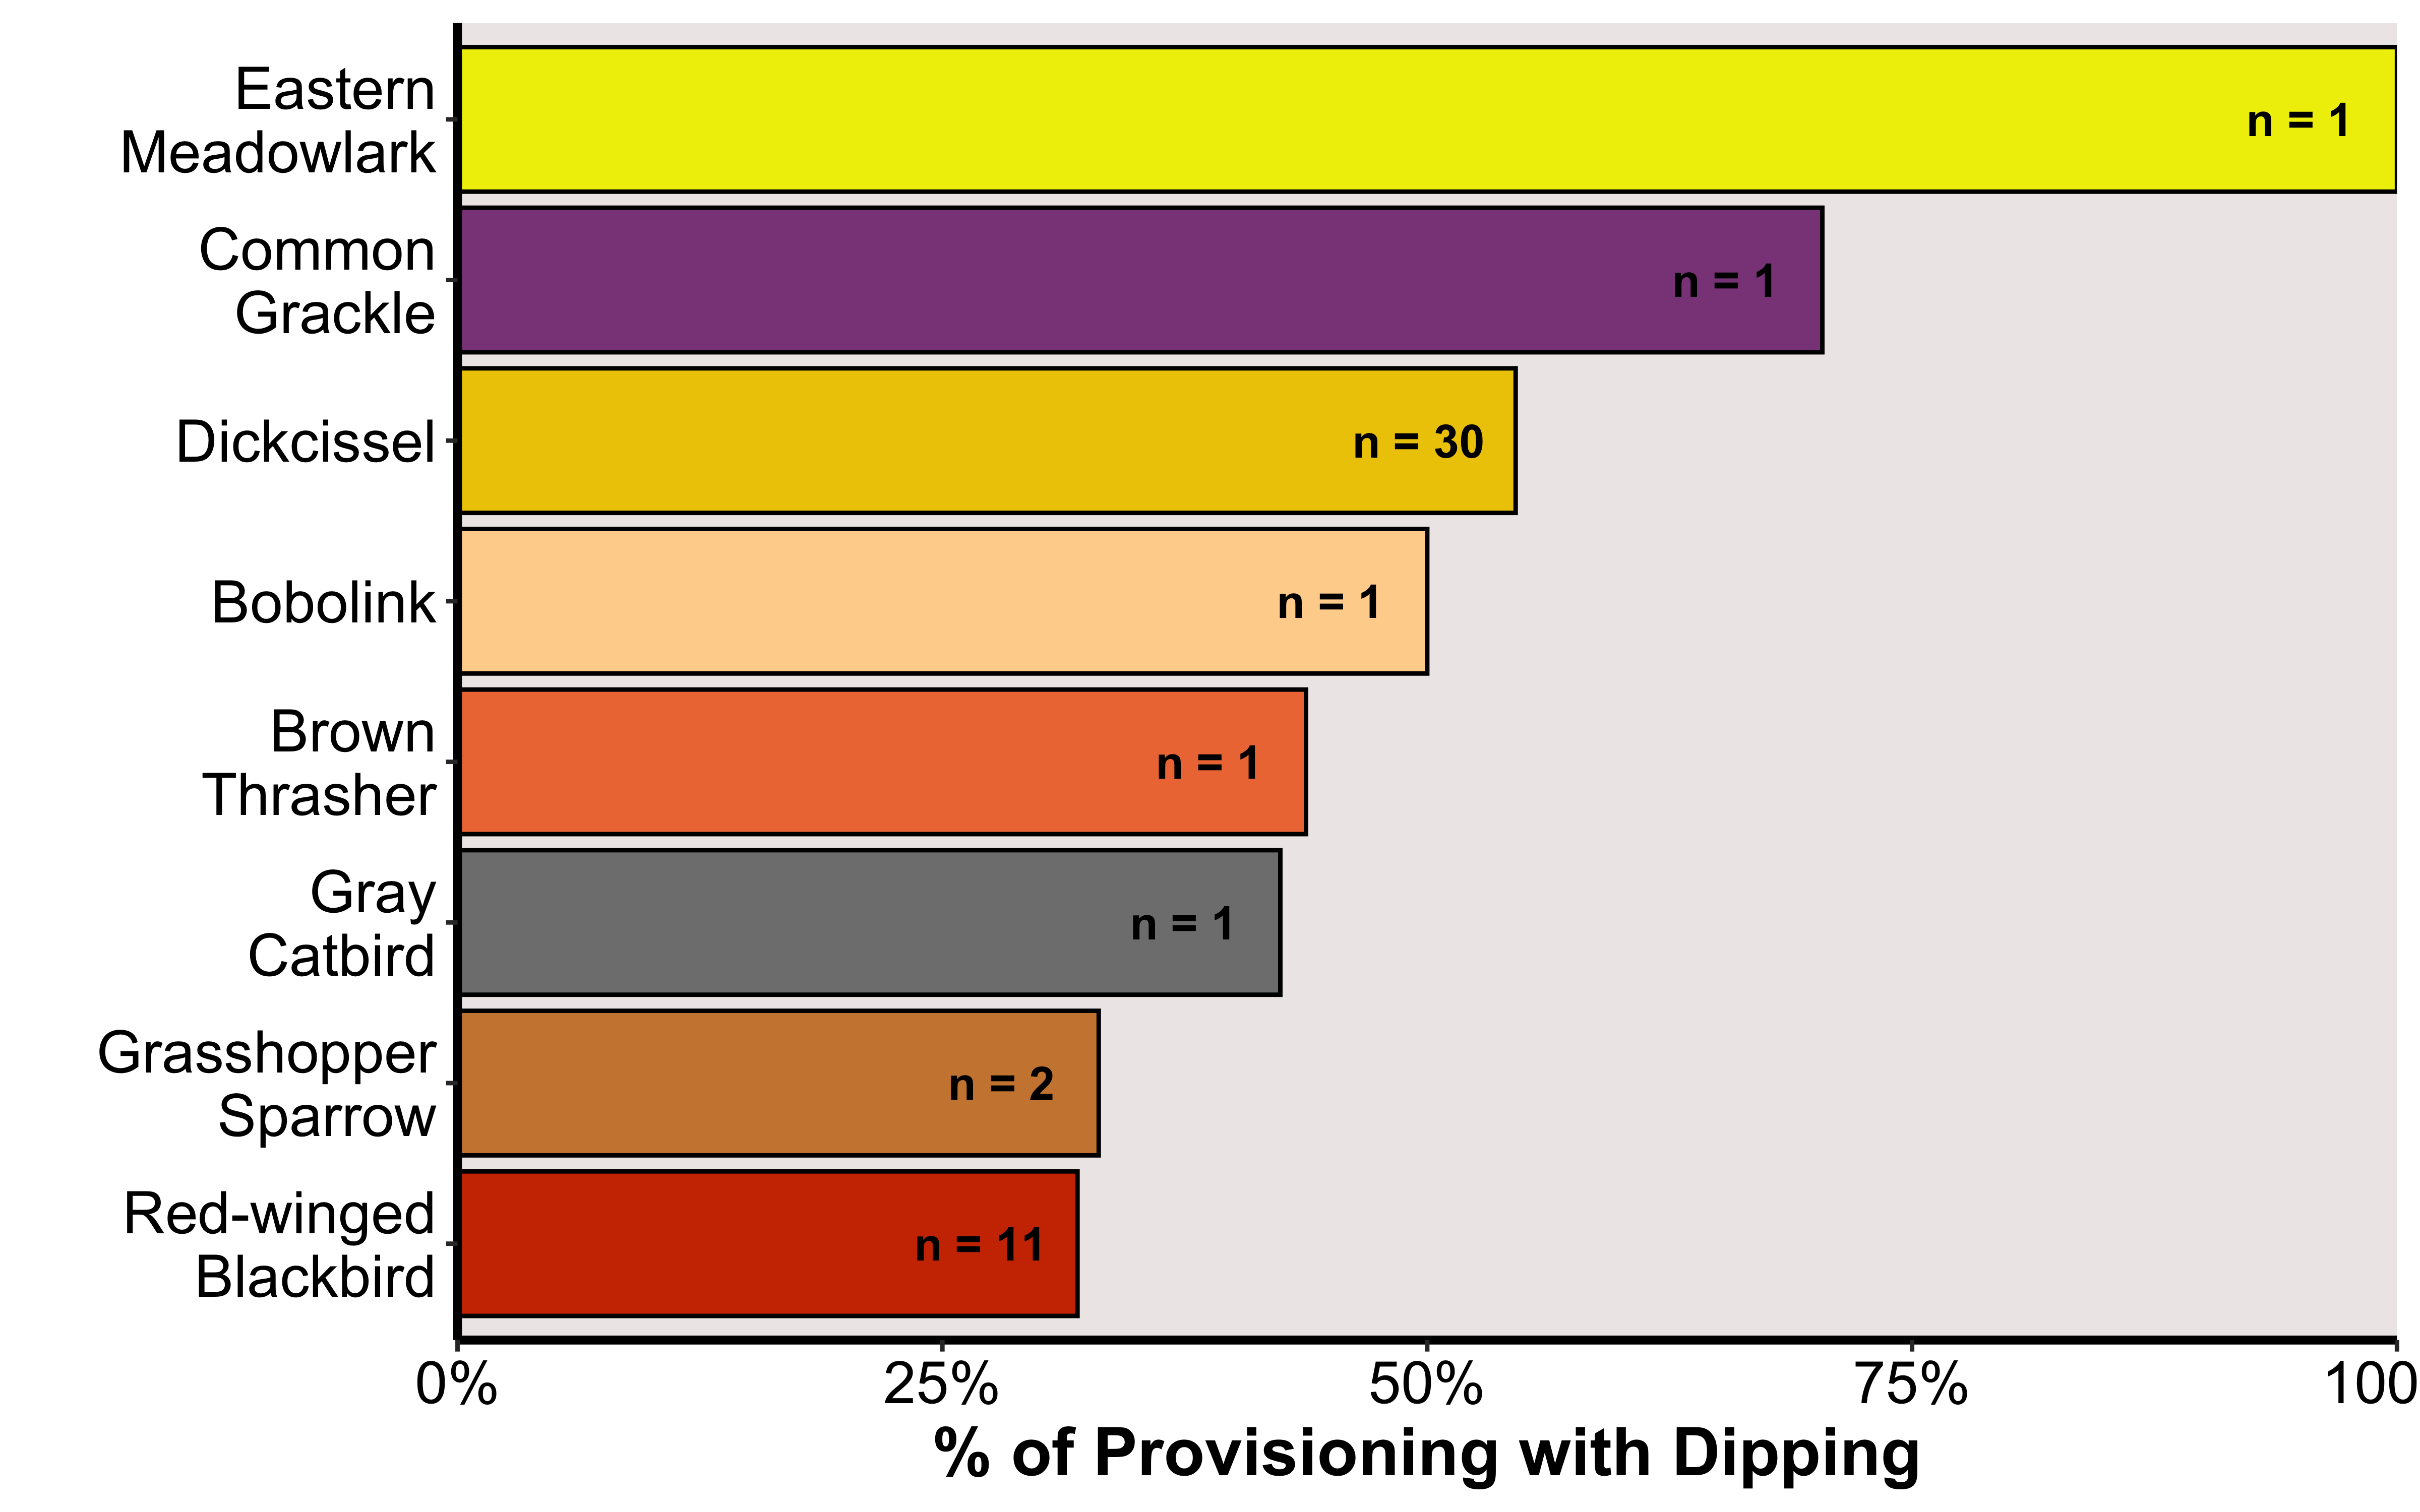 Eastern
Meadowlark
n = 1
Common
Grackle
n = 1
Dickcissel
n = 30
Bobolink
n = 1
Brown
Thrasher
n = 1
Gray
Catbird
n = 1
Grasshopper
Sparrow
n = 2
Red-winged
Blackbird
n = 11
0% 25% 50% 75% 100
% of Provisioning with Dipping